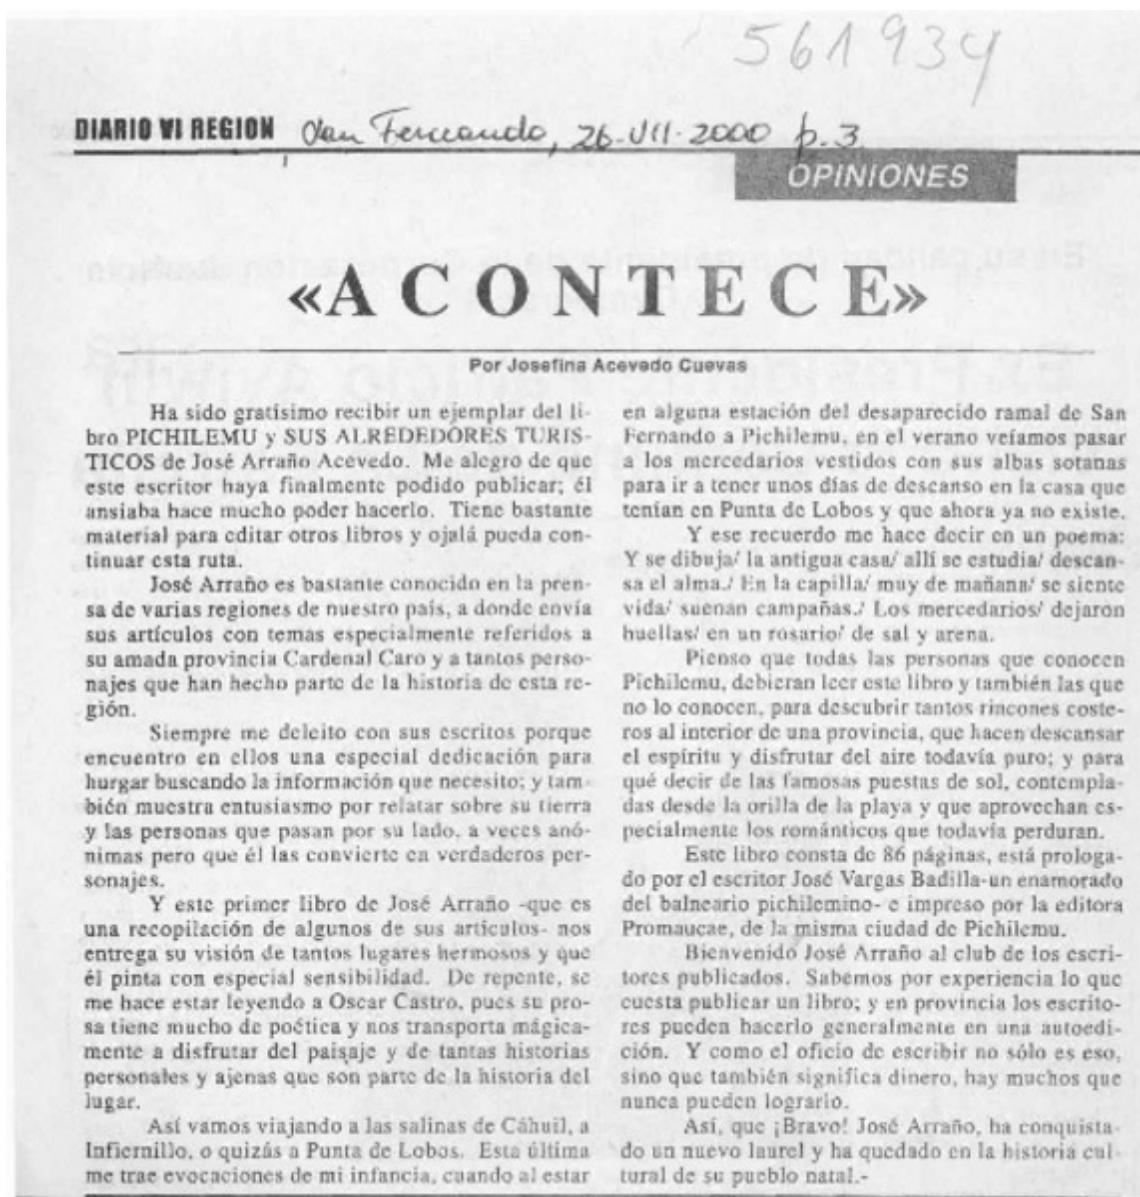 561934
DIARIO VI REGION San Fernando, 26-VII-2000 p.3
OPINIONES
«ACONTECE»
Por Josefina Acevedo Cuevas
Ha sido gratísimo recibir un ejemplar del li-
bro PICHILEMU y SUS ALREDEDORES TURIS-
TICOS de José Arraño Acevedo. Me alegro de que
este escritor haya finalmente podido publicar; él
ansiaba hace mucho poder hacerlo. Tiene bastante
material para editar otros libros y ojalá pueda con-
tinuar esta ruta.
José Arraño es bastante conocido en la pren-
sa de varias regiones de nuestro país, a donde envía
sus artículos con temas especialmente referidos a
su amada provincia Cardenal Caro y a tantos perso-
najes que han hecho parte de la historia de esta re-
gión.
Siempre me deleito con sus escritos porque
encuentro en ellos una especial dedicación para
hurgar buscando la información que necesito; y tam-
bién muestra entusiasmo por relatar sobre su tierra
y las personas que pasan por su lado, a veces anó-
nimas pero que él las convierte en verdaderos per-
sonajes.
Y este primer libro de José Arraño -que es
una recopilación de algunos de sus artículos- nos
entrega su visión de tantos lugares hermosos y que
él pinta con especial sensibilidad. De repente, se
me hace estar leyendo a Oscar Castro, pues su pro-
sa tiene mucho de poética y nos transporta mágica-
mente a disfrutar del paisaje y de tantas historias
personales y ajenas que son parte de la historia del
lugar.
Así vamos viajando a las salinas de Cáhuil, a
Infiernillo, o quizás a Punta de Lobos. Esta última
me trae evocaciones de mi infancia, cuando al estar
en alguna estación del desaparecido ramal de San
Fernando a Pichilemu, en el verano veíamos pasar
a los mercedarios vestidos con sus albas sotanas
para ir a tener unos días de descanso en la casa que
tenían en Punta de Lobos y que ahora ya no existe.
Y ese recuerdo me hace decir en un poema:
Y se dibuja/ la antigua casa/ allí se estudia/ descan-
sa el alma./ En la capilla/ muy de mañana/ se siente
vida/ suenan campañas./ Los mercedarios/ dejaron
huellas/ en un rosario/ de sal y arena.
Pienso que todas las personas que conocen
Pichilemu, debieran leer este libro y también las que
no lo conocen, para descubrir tantos rincones coste-
ros al interior de una provincia, que hacen descansar
el espíritu y disfrutar del aire todavía puro; y para
qué decir de las famosas puestas de sol, contempla-
das desde la orilla de la playa y que aprovechan es-
pecialmente los románticos que todavía perduran.
Este libro consta de 86 páginas, está prologa-
do por el escritor José Vargas Badilla-un enamorado
del balneario pichilemino- e impreso por la editora
Promaucae, de la misma ciudad de Pichilemu.
Bienvenido José Arraño al club de los escri-
tores publicados. Sabemos por experiencia lo que
cuesta publicar un libro; y en provincia los escrito-
res pueden hacerlo generalmente en una autoedi-
ción. Y como el oficio de escribir no sólo es eso,
sino que también significa dinero, hay muchos que
nunca pueden lograrlo.
Así, que ¡Bravo! José Arraño, ha conquista-
do un nuevo laurel y ha quedado en la historia cul-
tural de su pueblo natal.-